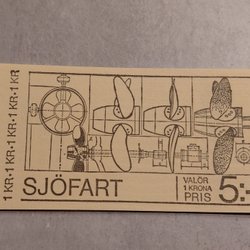 1 KR • 1 KR • 1 KR • 1 KR • 1 KR
SJÖFART
VALÖR
1 KRONA
PRIS
5:-